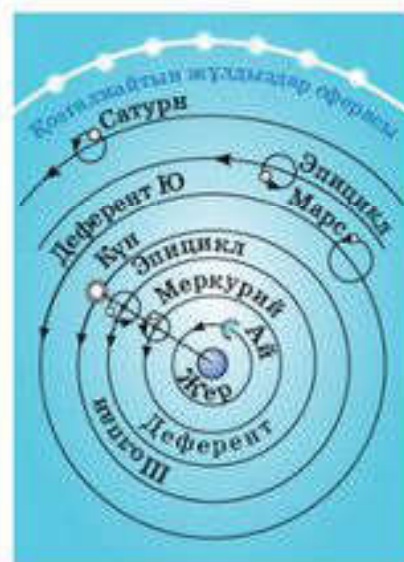 Қозғалмайтын жұлдыздар сферасы
Сатурн
Эпицикл
Деферент Ю
Марс
Күн
Эпицикл
Меркурий
Ай
Жер
Деферент
Шолпан